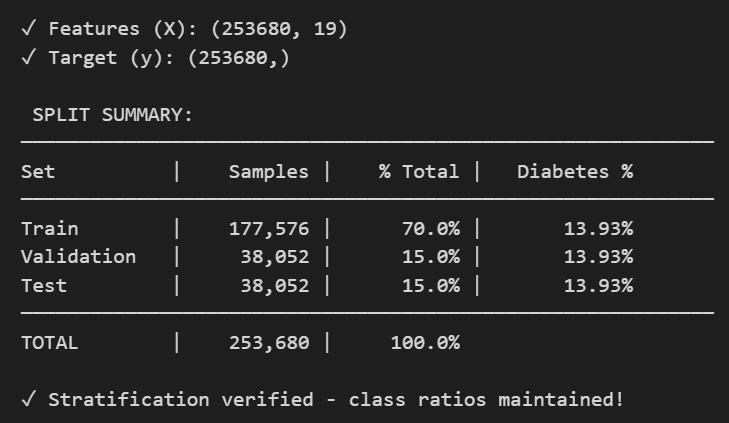 ✓ Features (X): (253680, 19)
✓ Target (y): (253680,)
SPLIT SUMMARY:
Set | Samples | % Total | Diabetes %
Train | 177,576 | 70.0% | 13.93%
Validation | 38,052 | 15.0% | 13.93%
Test | 38,052 | 15.0% | 13.93%
TOTAL | 253,680 | 100.0%
✓ Stratification verified - class ratios maintained!